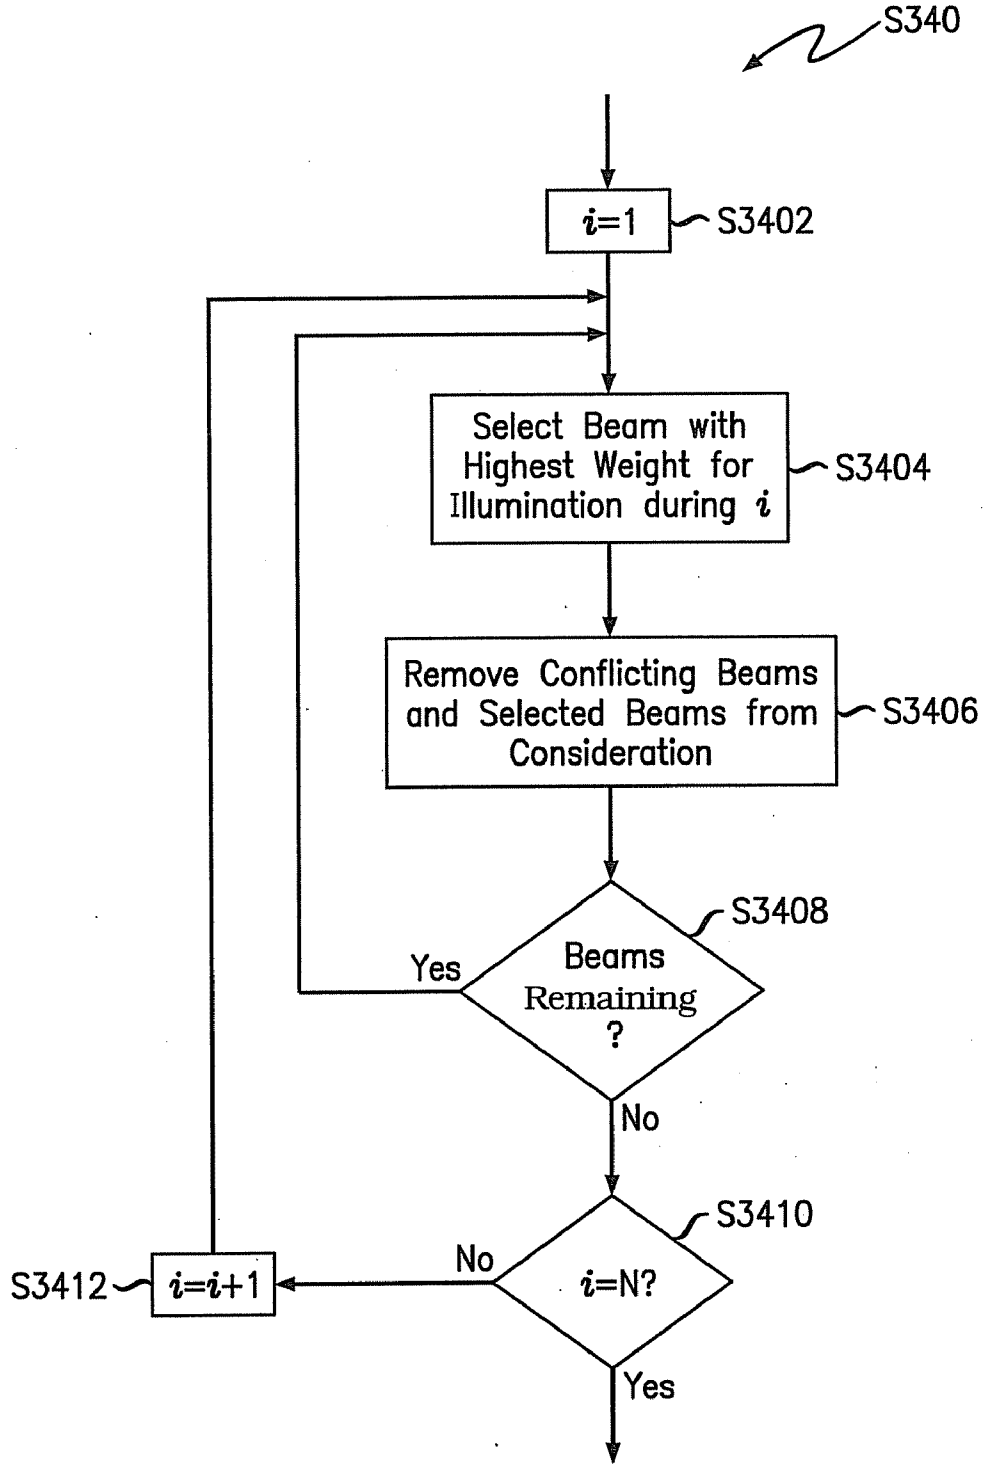 S340
i=1
S3402
Select Beam with
Highest Weight for
Illumination during i
S3404
Remove Conflicting Beams
and Selected Beams from
Consideration
S3406
S3408
Beams
Remaining
?
Yes
No
S3410
i=N?
No
S3412
i=i+1
Yes